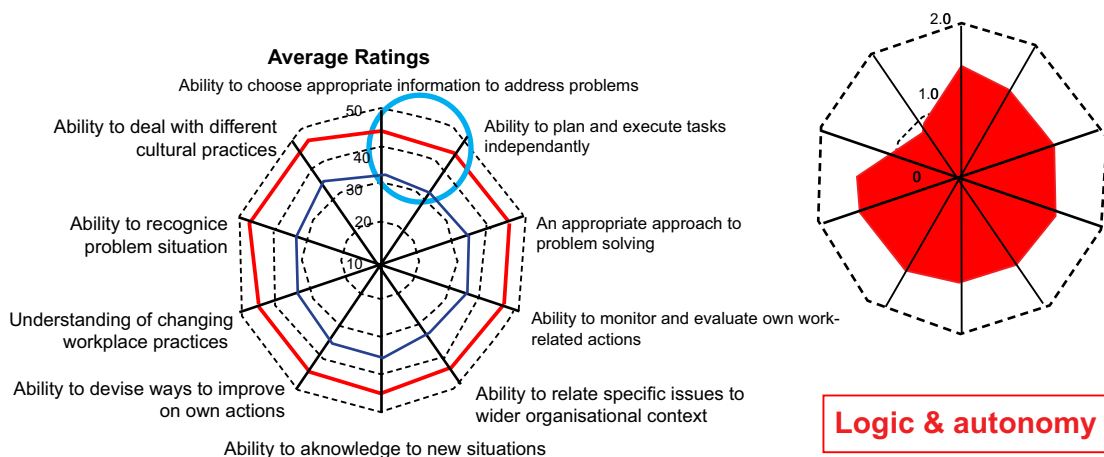 Average Ratings
Ability to choose appropriate information to address problems
50
40
30
20
10
Ability to plan and execute tasks
independantly
An appropriate approach to
problem solving
Ability to monitor and evaluate own work-
related actions
Ability to relate specific issues to
wider organisational context
Ability to aknowledge to new situations
Ability to devise ways to improve
on own actions
Understanding of changing
workplace practices
Ability to recognice
problem situation
Ability to deal with different
cultural practices
2.0
1.0
0
Logic & autonomy